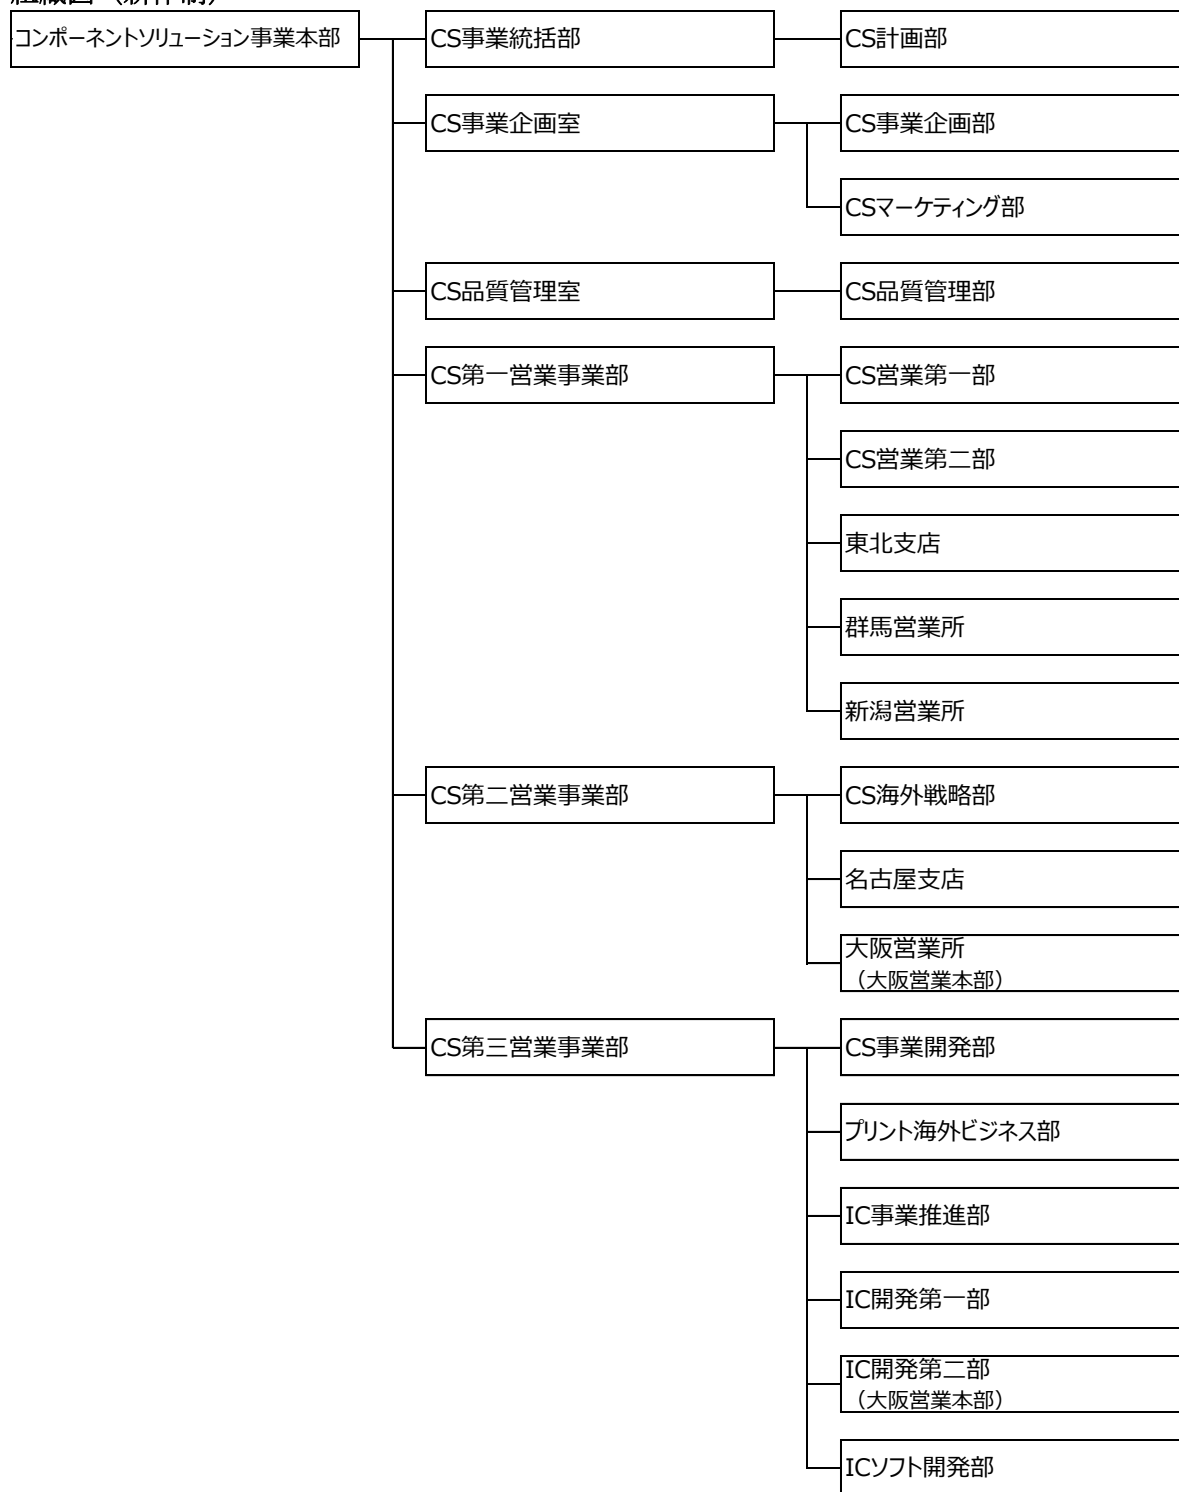 組織図（新体制）
コンポーネントソリューション事業本部
CS事業統括部
CS計画部
CS事業企画室
CS事業企画部
CSマーケティング部
CS品質管理室
CS品質管理部
CS第一営業事業部
CS営業第一部
CS営業第二部
東北支店
群馬営業所
新潟営業所
CS第二営業事業部
CS海外戦略部
名古屋支店
大阪営業所
（大阪営業本部）
CS第三営業事業部
CS事業開発部
プリント海外ビジネス部
IC事業推進部
IC開発第一部
IC開発第二部
（大阪営業本部）
ICソフト開発部